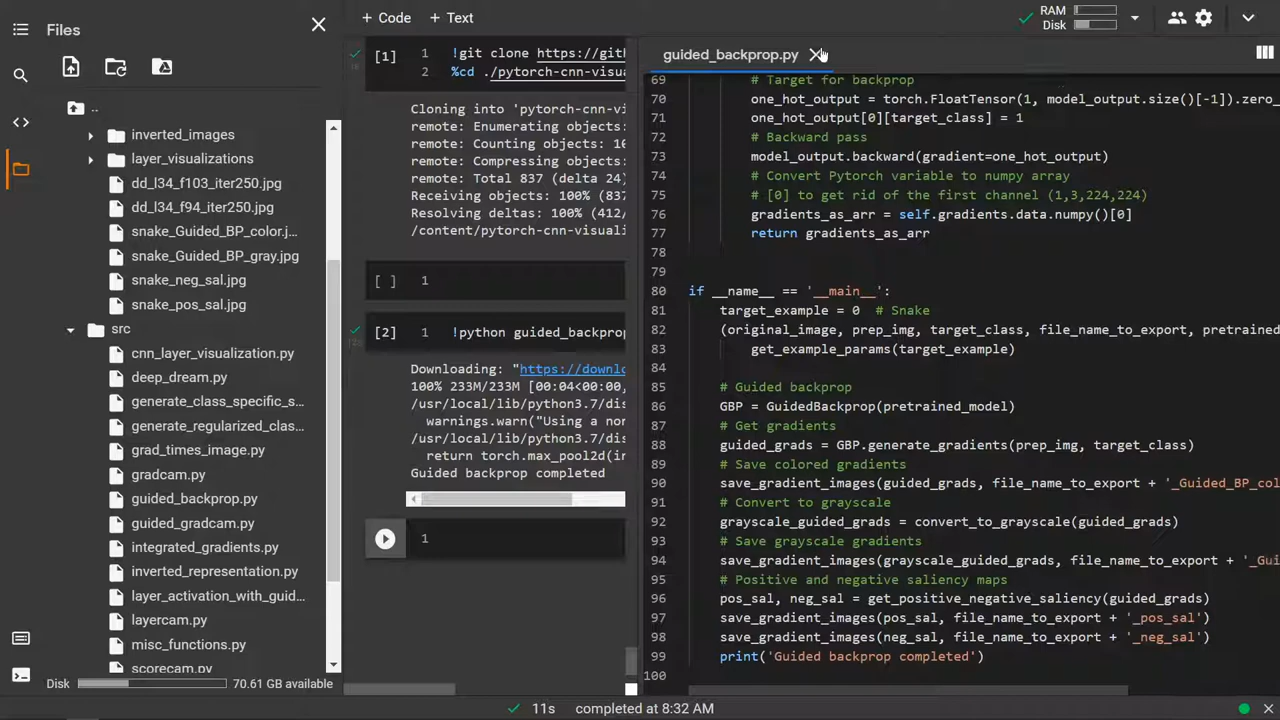 Files
..
inverted_images
layer_visualizations
dd_l34_f103_iter250.jpg
dd_l34_f94_iter250.jpg
snake_Guided_BP_color.j...
snake_Guided_BP_gray.jpg
snake_neg_sal.jpg
snake_pos_sal.jpg
src
cnn_layer_visualization.py
deep_dream.py
generate_class_specific_s...
generate_regularized_clas...
grad_times_image.py
gradcam.py
guided_backprop.py
guided_gradcam.py
integrated_gradients.py
inverted_representation.py
layer_activation_with_guid...
layercam.py
misc_functions.py
scorecam.py
Disk 70.61 GB available
+ Code + Text
[1] 1 !git clone https://gith
2 %cd ./pytorch-cnn-visua
Cloning into 'pytorch-cnn-vi
remote: Enumerating objects:
remote: Counting objects: 10
remote: Compressing objects:
remote: Total 837 (delta 24)
Receiving objects: 100% (837
Resolving deltas: 100% (412/
/content/pytorch-cnn-visuali
[ ] 1
[2] 1 !python guided_backprop
Downloading: "https://downlo
100% 233M/233M [00:04<00:00,
/usr/local/lib/python3.7/dis
warnings.warn("Using a non
/usr/local/lib/python3.7/dis
return torch.max_pool2d(in
Guided backprop completed
1
RAM
Disk
guided_backprop.py
69 # Target for backprop
70 one_hot_output = torch.FloatTensor(1, model_output.size()[-1]).zero_
71 one_hot_output[0][target_class] = 1
72 # Backward pass
73 model_output.backward(gradient=one_hot_output)
74 # Convert Pytorch variable to numpy array
75 # [0] to get rid of the first channel (1,3,224,224)
76 gradients_as_arr = self.gradients.data.numpy()[0]
77 return gradients_as_arr
78
79
80 if __name__ == '__main__':
81 target_example = 0 # Snake
82 (original_image, prep_img, target_class, file_name_to_export, pretrained
83 get_example_params(target_example)
84
85 # Guided backprop
86 GBP = GuidedBackprop(pretrained_model)
87 # Get gradients
88 guided_grads = GBP.generate_gradients(prep_img, target_class)
89 # Save colored gradients
90 save_gradient_images(guided_grads, file_name_to_export + '_Guided_BP_col
91 # Convert to grayscale
92 grayscale_guided_grads = convert_to_grayscale(guided_grads)
93 # Save grayscale gradients
94 save_gradient_images(grayscale_guided_grads, file_name_to_export + '_Gui
95 # Positive and negative saliency maps
96 pos_sal, neg_sal = get_positive_negative_saliency(guided_grads)
97 save_gradient_images(pos_sal, file_name_to_export + '_pos_sal')
98 save_gradient_images(neg_sal, file_name_to_export + '_neg_sal')
99 print('Guided backprop completed')
100
11s completed at 8:32 AM